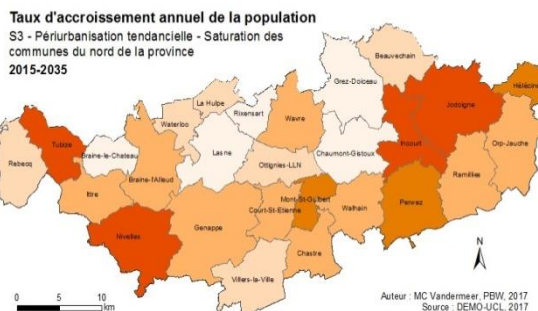 Taux d'accroissement annuel de la population
S3 - Périurbanisation tendancielle - Saturation des
communes du nord de la province
2015-2035
Beauvechain
Grez-Doiceau
Hélécine
La Hulpe
Rixensart
Jodoigne
Waterloo
Wavre
Tubize
Incourt
Orp-Jauche
Braine-le-Chateau
Lasne
Chaumont-Gistoux
Rebecq
Ottignies-LLN
Braine-l'Alleud
Ramillies
Ittre
Mont-St-Guibert
Perwez
Court-St-Etienne
Walhain
Nivelles
Genappe
Chastre
Villers-la-Ville
N
0 5 10
km
Auteur : MC Vandermeer, PBW, 2017
Source : DEMO-UCL, 2017